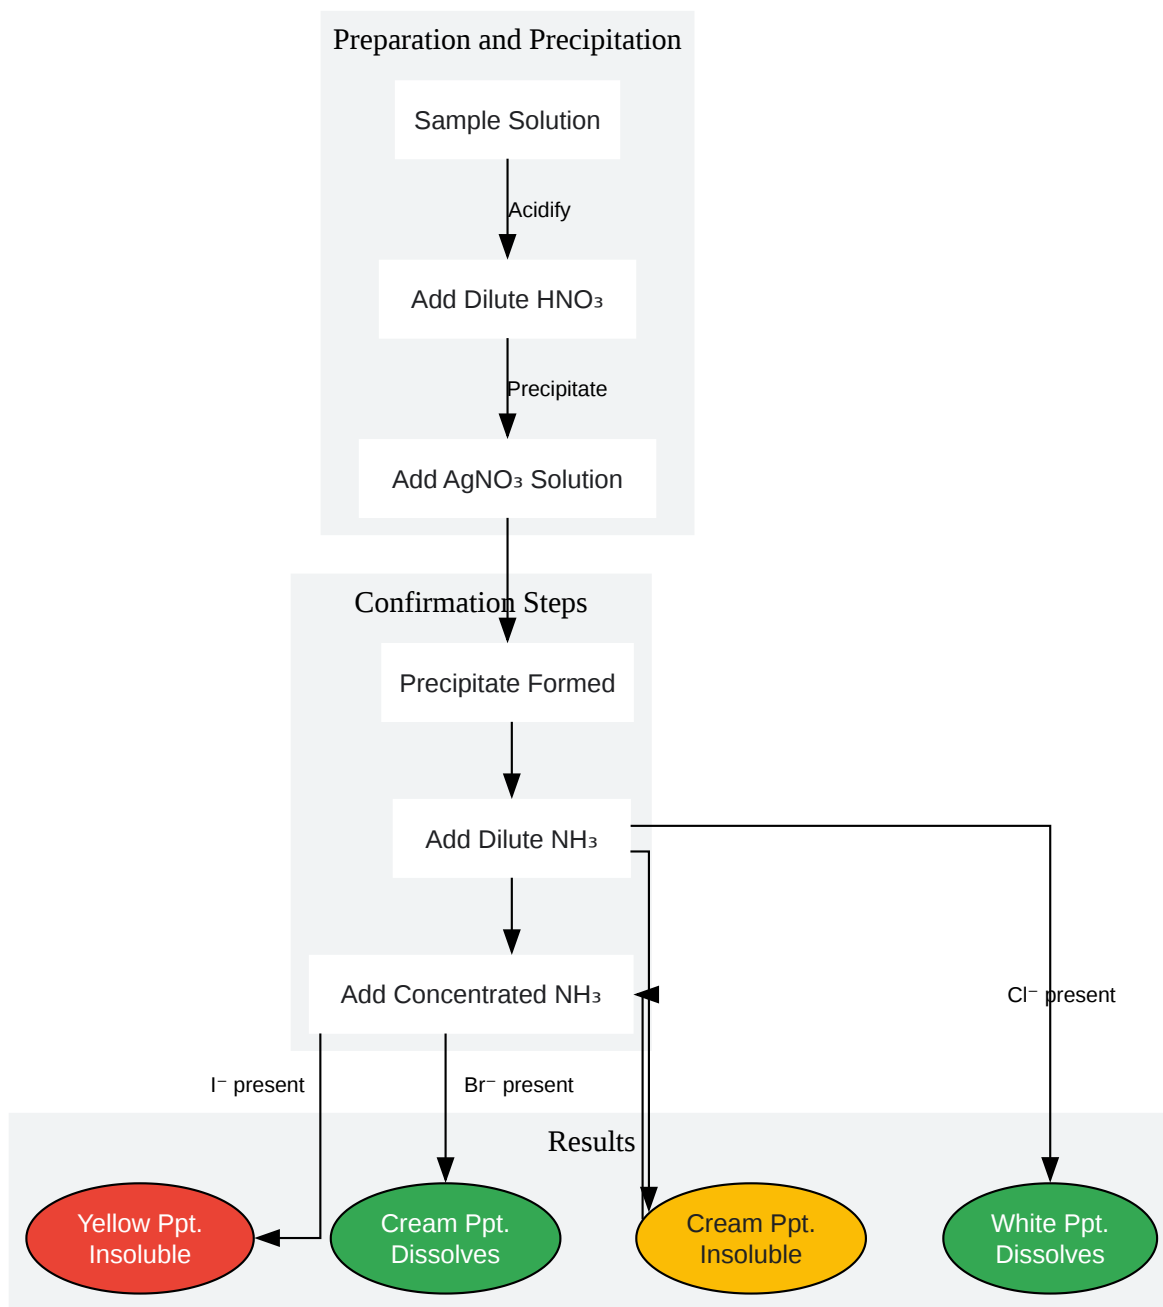 Preparation and Precipitation
Sample Solution
Acidify
Add Dilute HNO₃
Precipitate
Add AgNO₃ Solution
Confirmation Steps
Precipitate Formed
Add Dilute NH₃
Add Concentrated NH₃
Cl⁻ present
I⁻ present
Br⁻ present
Results
Yellow Ppt.
Insoluble
Cream Ppt.
Dissolves
Cream Ppt.
Insoluble
White Ppt.
Dissolves